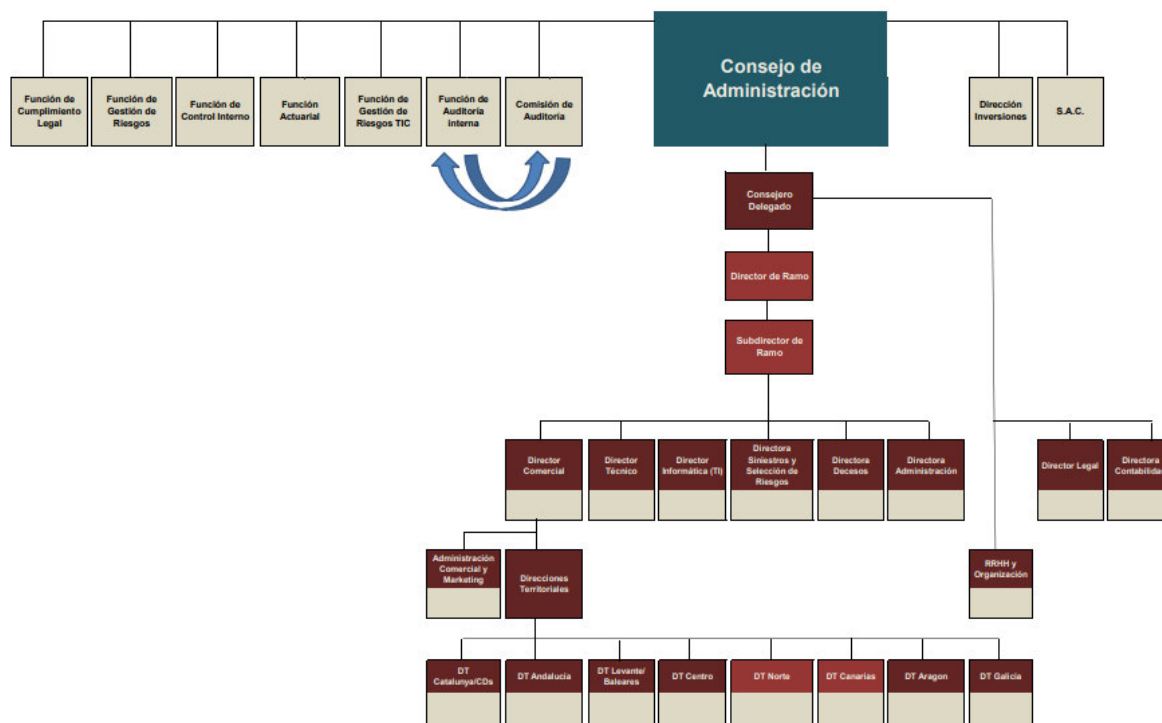 Consejo de
Administración
Función de
Cumplimiento
Legal
Función de
Gestión de
Riesgos
Función de
Control Interno
Función
Actuarial
Función de
Gestión de
Riesgos TIC
Función de
Auditoría
Interna
Comisión de
Auditoría
Dirección
Inversiones
S.A.C.
Consejero
Delegado
Director de Ramo
Subdirector de
Ramo
Director
Comercial
Director
Técnico
Director
Informática (TI)
Directora
Siniestros y
Selección de
Riesgos
Directora
Decesos
Directora
Administración
Director Legal
Directora
Contabilida
Administración
Comercial y
Marketing
Direcciones
Territoriales
RRHH y
Organización
DT
Catalunya/CDs
DT Andalucía
DT Levante/
Baleares
DT Centro
DT Norte
DT Canarias
DT Aragon
DT Galicia